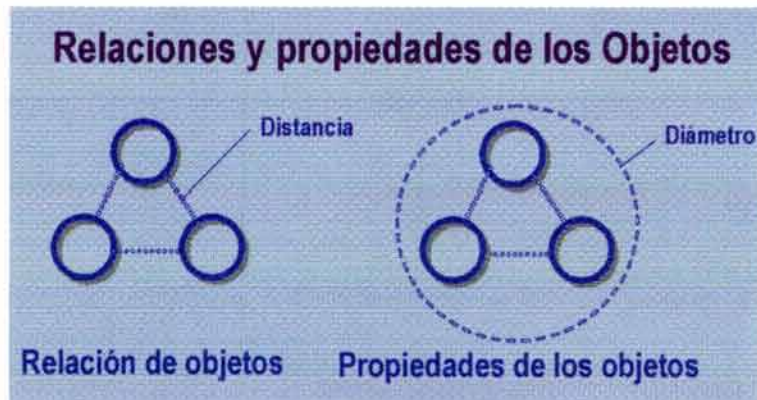 Relaciones y propiedades de los Objetos
Distancia
Diámetro
Relación de objetos
Propiedades de los objetos